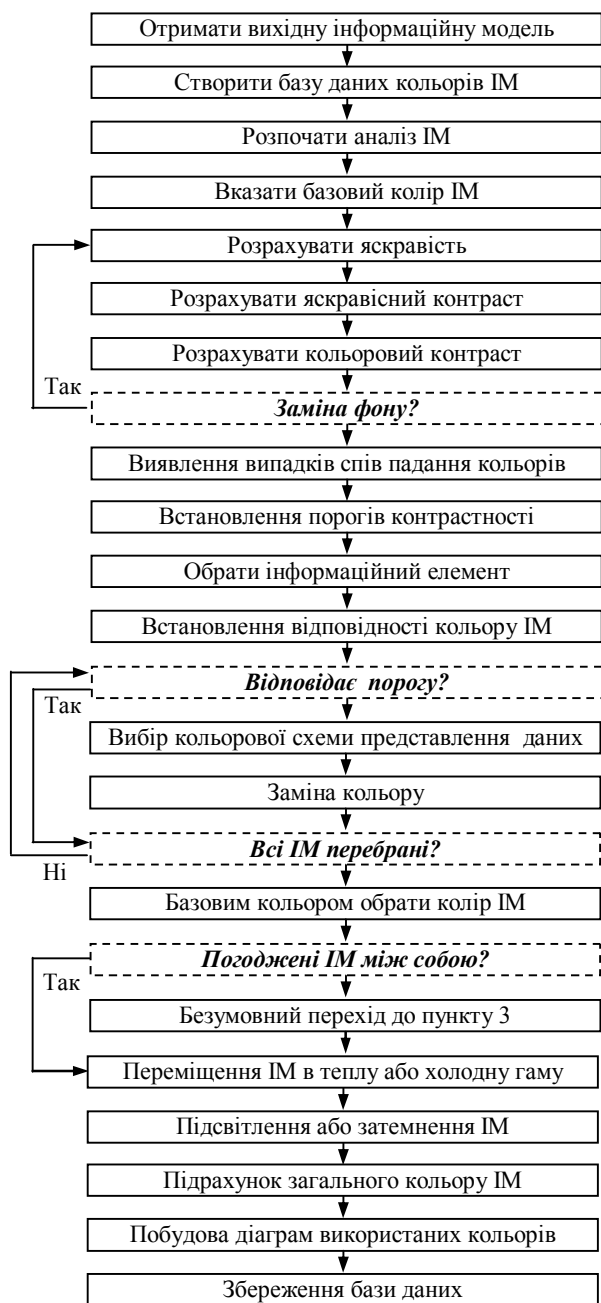 Отримати вихідну інформаційну модель
Створити базу даних кольорів ІМ
Розпочати аналіз ІМ
Вказати базовий колір ІМ
Розрахувати яскравість
Розрахувати яскравісний контраст
Розрахувати кольоровий контраст
Так
Заміна фону?
Виявлення випадків спів падання кольорів
Встановлення порогів контрастності
Обрати інформаційний елемент
Встановлення відповідності кольору ІМ
Відповідає порогу?
Так
Вибір кольорової схеми представлення даних
Заміна кольору
Всі ІМ перебрані?
Ні
Базовим кольором обрати колір ІМ
Погоджені ІМ між собою?
Так
Безумовний перехід до пункту 3
Переміщення ІМ в теплу або холодну гаму
Підсвітлення або затемнення ІМ
Підрахунок загального кольору ІМ
Побудова діаграм використаних кольорів
Збереження бази даних